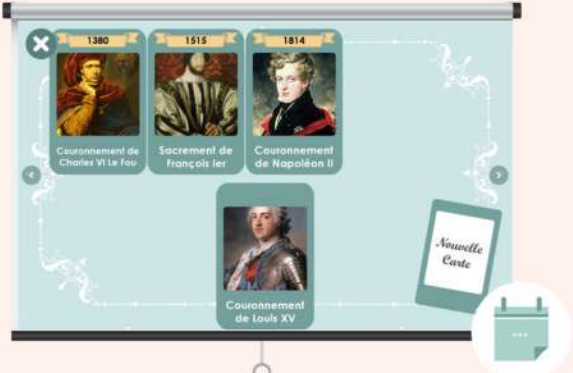 1380
Couronnement de
Charles VI Le Fou
1515
Sacrement de
François Ier
1814
Couronnement
de Napoléon II
Couronnement
de Louis XV
Nouvelle
Carte